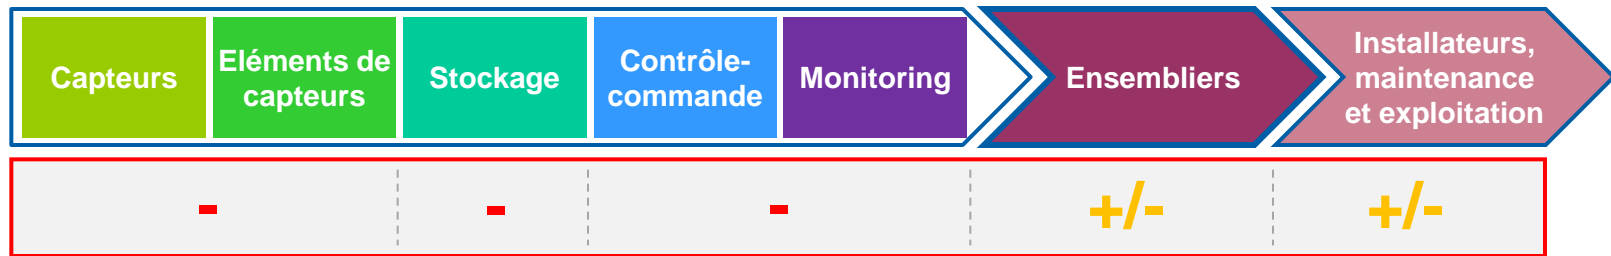 Capteurs
Eléments de
capteurs
Stockage
Contrôle-
commande
Monitoring
Ensembliers
Installateurs,
maintenance
et exploitation
-
-
-
+/-
+/-